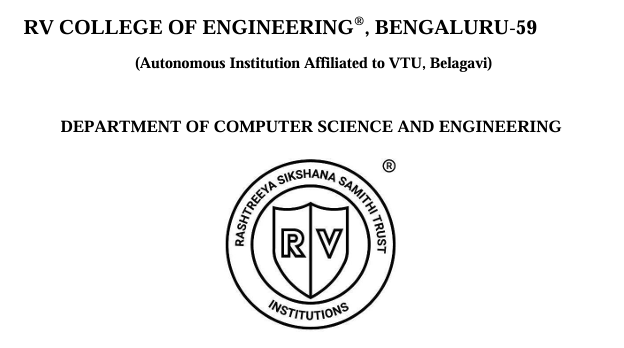 RV COLLEGE OF ENGINEERING®, BENGALURU-59
(Autonomous Institution Affiliated to VTU, Belagavi)
DEPARTMENT OF COMPUTER SCIENCE AND ENGINEERING
®
RASHTREEYA SIKSHANA SAMITHI TRUST
RV
INSTITUTIONS